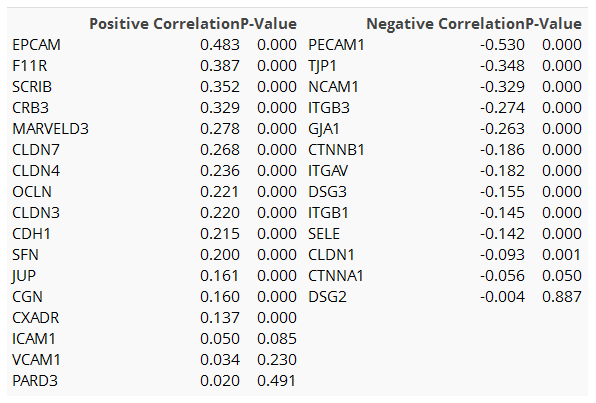 Positive Correlation P-Value Negative Correlation P-Value
EPCAM 0.483 0.000 PECAM1 -0.530 0.000
F11R 0.387 0.000 TJP1 -0.348 0.000
SCRIB 0.352 0.000 NCAM1 -0.329 0.000
CRB3 0.329 0.000 ITGB3 -0.274 0.000
MARVELD3 0.278 0.000 GJA1 -0.263 0.000
CLDN7 0.268 0.000 CTNNB1 -0.186 0.000
CLDN4 0.236 0.000 ITGAV -0.182 0.000
OCLN 0.221 0.000 DSG3 -0.155 0.000
CLDN3 0.220 0.000 ITGB1 -0.145 0.000
CDH1 0.215 0.000 SELE -0.142 0.000
SFN 0.200 0.000 CLDN1 -0.093 0.001
JUP 0.161 0.000 CTNNA1 -0.056 0.050
CGN 0.160 0.000 DSG2 -0.004 0.887
CXADR 0.137 0.000
ICAM1 0.050 0.085
VCAM1 0.034 0.230
PARD3 0.020 0.491